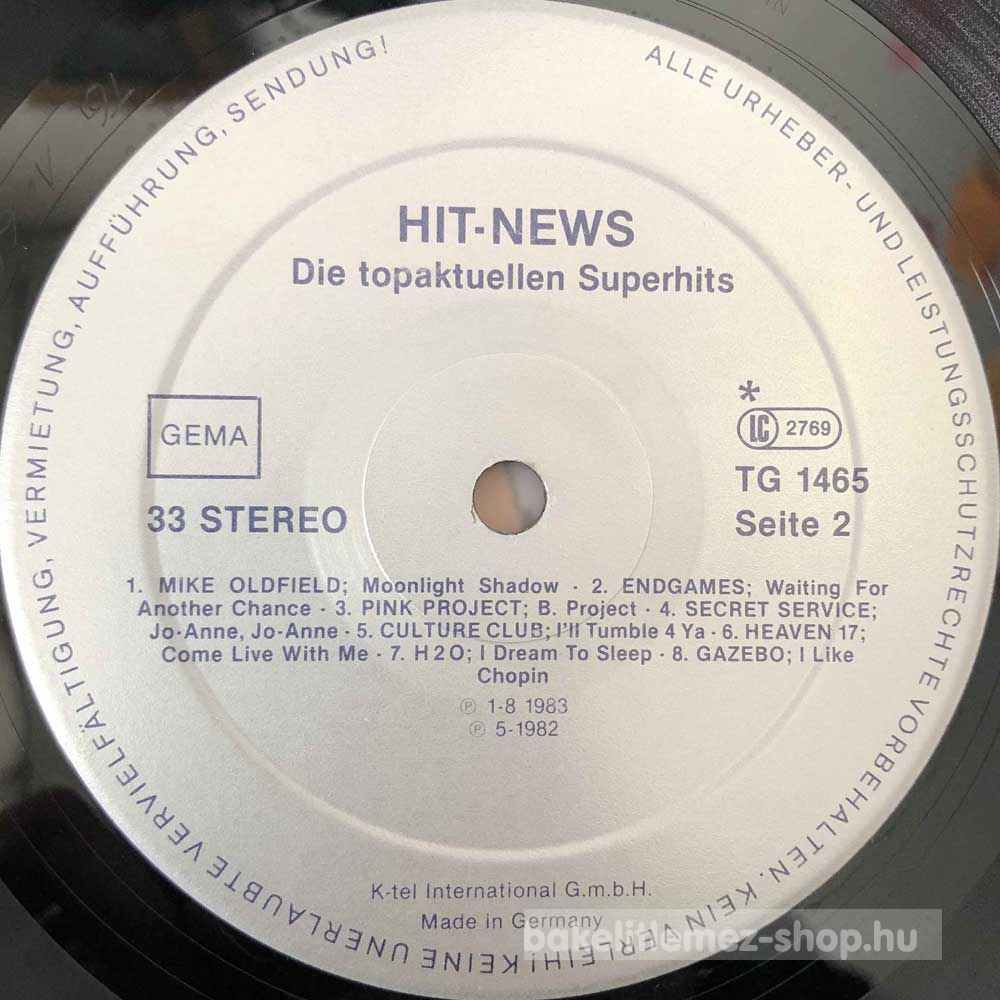 ALLE URHEBER- UND LEISTUNGSSCHUTZRECHTE VORBEHALTEN. KEIN VERLEIH! KEINE UNERLAUBTE VERVIELFÄLTIGUNG, VERMIETUNG, AUFFÜHRUNG, SENDUNG!
HIT-NEWS
Die topaktuellen Superhits
GEMA
33 STEREO
*
LC 2769
TG 1465
Seite 2
1. MIKE OLDFIELD; Moonlight Shadow · 2. ENDGAMES; Waiting For
Another Chance · 3. PINK PROJECT; B. Project · 4. SECRET SERVICE;
Jo-Anne, Jo-Anne · 5. CULTURE CLUB; I'll Tumble 4 Ya · 6. HEAVEN 17;
Come Live With Me · 7. H2O; I Dream To Sleep · 8. GAZEBO; I Like
Chopin
℗ 1-8 1983
℗ 5-1982
K-tel International G.m.b.H.
Made in Germany
bakelitlemez-shop.hu